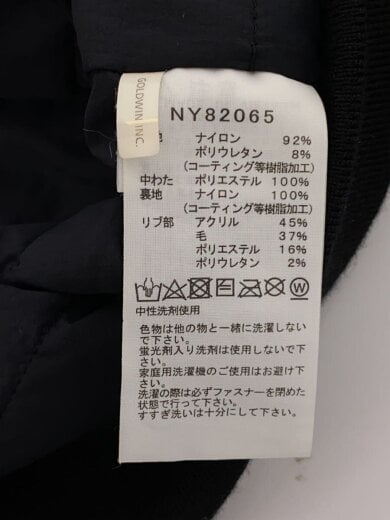 GOLDWIN INC.
NY82065
地 ナイロン 92%
ポリウレタン 8%
(コーティング等樹脂加工)
中わた ポリエステル 100%
裏地 ナイロン 100%
(コーティング等樹脂加工)
リブ部 アクリル 45%
毛 37%
ポリエステル 16%
ポリウレタン 2%
W
中性洗剤使用
色物は他の物と一緒に洗濯しない
で下さい。
蛍光剤入り洗剤は使用しないで下
さい。
家庭用洗濯機のご使用はお避け下
さい。
洗濯の際は必ずファスナーを閉めた
状態で行って下さい。
すすぎ洗いは十分にして下さい。